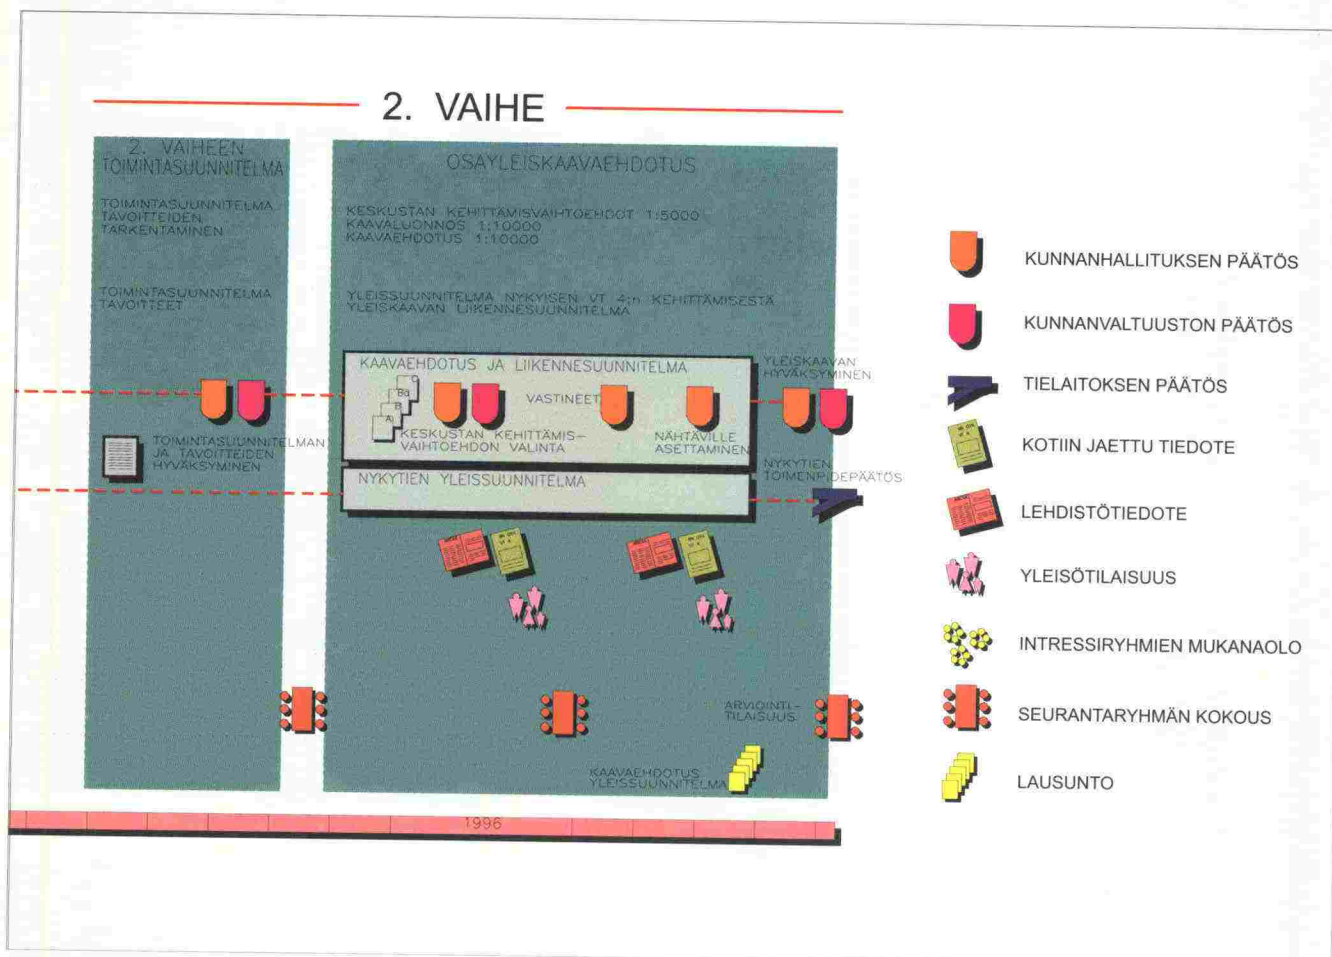 2. VAIHE
2. VAIHEEN
TOIMINTASUUNNITELMA
TOIMINTASUUNNITELMA
TAVOITTEIDEN
TARKENTAMINEN
TOIMINTASUUNNITELMA
TAVOITTEET
TOIMINTASUUNNITELMAN
JA TAVOITTEIDEN
HYVÄKSYMINEN
OSAYLEISKAAVAEHDOTUS
KESKUSTAN KEHITTÄMISVAIHTOEHDOT 1:5000
KAAVALUONNOS 1:10000
KAAVAEHDOTUS 1:10000
YLEISSUUNNITELMA NYKYISEN VT 4:n KEHITTÄMISESTÄ
YLEISKAAVAN LIIKENNESUUNNITELMA
KAAVAEHDOTUS JA LIIKENNESUUNNITELMA
A
B
Ba
C
VASTINEET
KESKUSTAN KEHITTÄMIS-
VAIHTOEHDON VALINTA
NÄHTÄVILLE
ASETTAMINEN
YLEISKAAVAN
HYVÄKSYMINEN
NYKYTIEN YLEISSUUNNITELMA
NYKYTIEN
TOIMENPIDEPÄÄTÖS
ARVIOINTI-
TILAISUUS
KAAVAEHDOTUS
YLEISSUUNNITELMA
1996
KUNNANHALLITUKSEN PÄÄTÖS
KUNNANVALTUUSTON PÄÄTÖS
TIELAITOKSEN PÄÄTÖS
KOTIIN JAETTU TIEDOTE
LEHDISTÖTIEDOTE
YLEISÖTILAISUUS
INTRESSIRYHMIEN MUKANAOLO
SEURANTARYHMÄN KOKOUS
LAUSUNTO